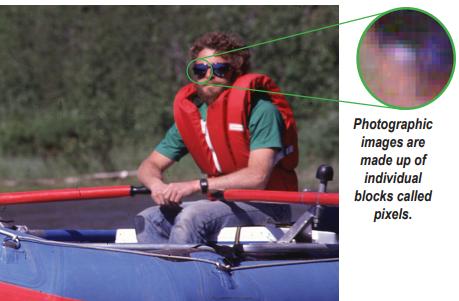 Photographic
images are
made up of
individual
blocks called
pixels.